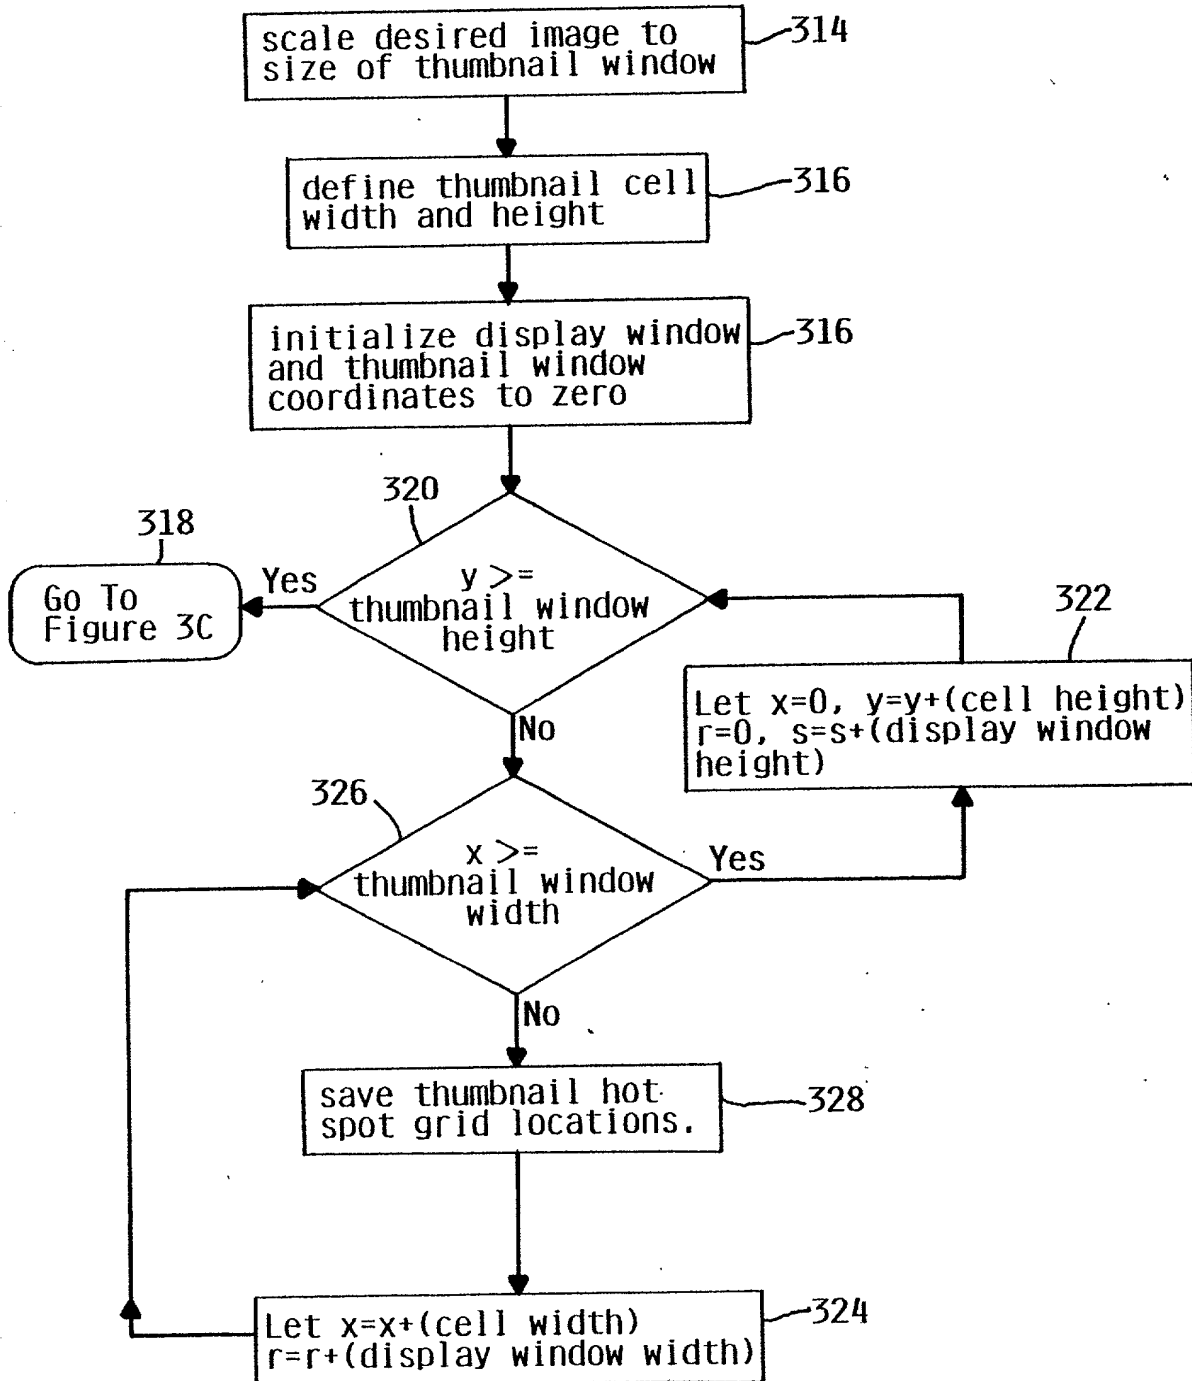 scale desired image to
size of thumbnail window
314
define thumbnail cell
width and height
316
initialize display window
and thumbnail window
coordinates to zero
316
320
318
Go To
Figure 3C
Yes
y >=
thumbnail window
height
322
Let x=0, y=y+(cell height)
r=0, s=s+(display window
height)
No
326
x >=
thumbnail window
width
Yes
No
save thumbnail hot
spot grid locations.
328
Let x=x+(cell width)
r=r+(display window width)
324